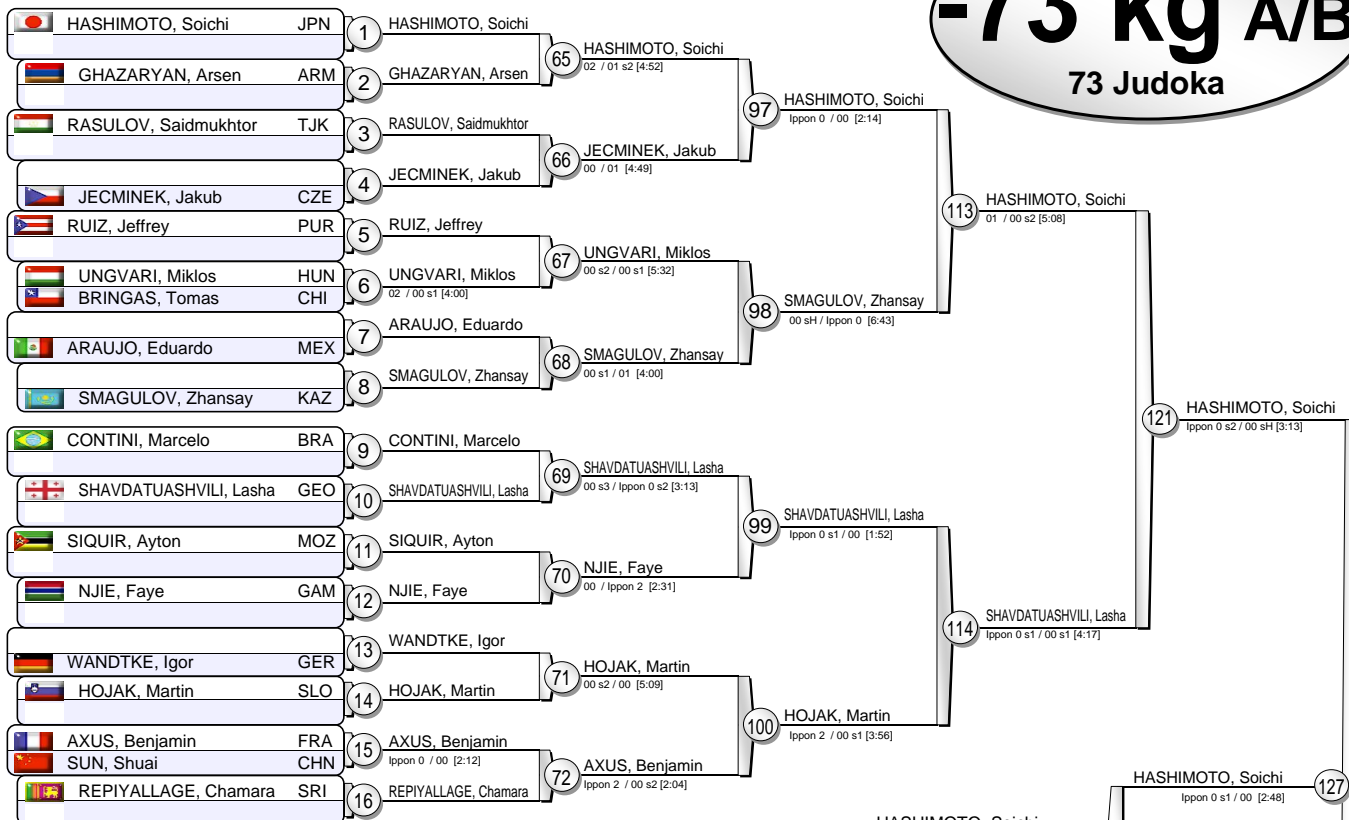 -73 kg A/B
73 Judoka
HASHIMOTO, Soichi JPN
GHAZARYAN, Arsen ARM
RASULOV, Saidmukhtor TJK
JECMINEK, Jakub CZE
RUIZ, Jeffrey PUR
UNGVARI, Miklos HUN
BRINGAS, Tomas CHI
ARAUJO, Eduardo MEX
SMAGULOV, Zhansay KAZ
CONTINI, Marcelo BRA
SHAVDATUASHVILI, Lasha GEO
SIQUIR, Ayton MOZ
NJIE, Faye GAM
WANDTKE, Igor GER
HOJAK, Martin SLO
AXUS, Benjamin FRA
SUN, Shuai CHN
REPIYALLAGE, Chamara SRI
1 HASHIMOTO, Soichi
2 GHAZARYAN, Arsen
3 RASULOV, Saidmukhtor
4 JECMINEK, Jakub
5 RUIZ, Jeffrey
6 UNGVARI, Miklos
02 / 00 s1 [4:00]
7 ARAUJO, Eduardo
8 SMAGULOV, Zhansay
9 CONTINI, Marcelo
10 SHAVDATUASHVILI, Lasha
11 SIQUIR, Ayton
12 NJIE, Faye
13 WANDTKE, Igor
14 HOJAK, Martin
15 AXUS, Benjamin
Ippon 0 / 00 [2:12]
16 REPIYALLAGE, Chamara
65 HASHIMOTO, Soichi
02 / 01 s2 [4:52]
66 JECMINEK, Jakub
00 / 01 [4:49]
67 UNGVARI, Miklos
00 s2 / 00 s1 [5:32]
68 SMAGULOV, Zhansay
00 s1 / 01 [4:00]
69 SHAVDATUASHVILI, Lasha
00 s3 / Ippon 0 s2 [3:13]
70 NJIE, Faye
00 / Ippon 2 [2:31]
71 HOJAK, Martin
00 s2 / 00 [5:09]
72 AXUS, Benjamin
Ippon 2 / 00 s2 [2:04]
97 HASHIMOTO, Soichi
Ippon 0 / 00 [2:14]
98 SMAGULOV, Zhansay
00 sH / Ippon 0 [6:43]
99 SHAVDATUASHVILI, Lasha
Ippon 0 s1 / 00 [1:52]
100 HOJAK, Martin
Ippon 2 / 00 s1 [3:56]
113 HASHIMOTO, Soichi
01 / 00 s2 [5:08]
114 SHAVDATUASHVILI, Lasha
Ippon 0 s1 / 00 s1 [4:17]
121 HASHIMOTO, Soichi
Ippon 0 s2 / 00 sH [3:13]
HASHIMOTO, Soichi
Ippon 0 s1 / 00 [2:48]
127
HASHIMOTO, Soichi